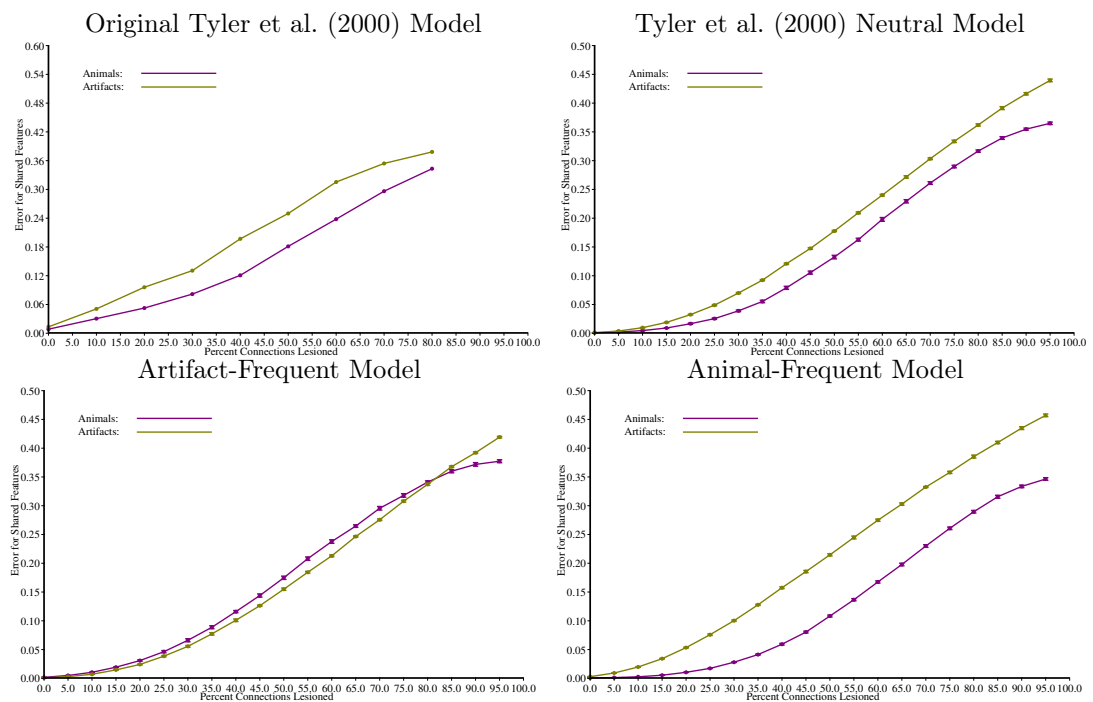 Original Tyler et al. (2000) Model
0.60
0.54
0.48
0.42
0.36
0.30
0.24
0.18
0.12
0.06
0.00
Error for Shared Features
Animals:
Artifacts:
0.0 5.0 10.0 15.0 20.0 25.0 30.0 35.0 40.0 45.0 50.0 55.0 60.0 65.0 70.0 75.0 80.0 85.0 90.0 95.0 100.0
Percent Connections Lesioned
Tyler et al. (2000) Neutral Model
0.50
0.45
0.40
0.35
0.30
0.25
0.20
0.15
0.10
0.05
0.00
Error for Shared Features
Animals:
Artifacts:
0.0 5.0 10.0 15.0 20.0 25.0 30.0 35.0 40.0 45.0 50.0 55.0 60.0 65.0 70.0 75.0 80.0 85.0 90.0 95.0 100.0
Percent Connections Lesioned
Artifact-Frequent Model
0.50
0.45
0.40
0.35
0.30
0.25
0.20
0.15
0.10
0.05
0.00
Error for Shared Features
Animals:
Artifacts:
0.0 5.0 10.0 15.0 20.0 25.0 30.0 35.0 40.0 45.0 50.0 55.0 60.0 65.0 70.0 75.0 80.0 85.0 90.0 95.0 100.0
Percent Connections Lesioned
Animal-Frequent Model
0.50
0.45
0.40
0.35
0.30
0.25
0.20
0.15
0.10
0.05
0.00
Error for Shared Features
Animals:
Artifacts:
0.0 5.0 10.0 15.0 20.0 25.0 30.0 35.0 40.0 45.0 50.0 55.0 60.0 65.0 70.0 75.0 80.0 85.0 90.0 95.0 100.0
Percent Connections Lesioned